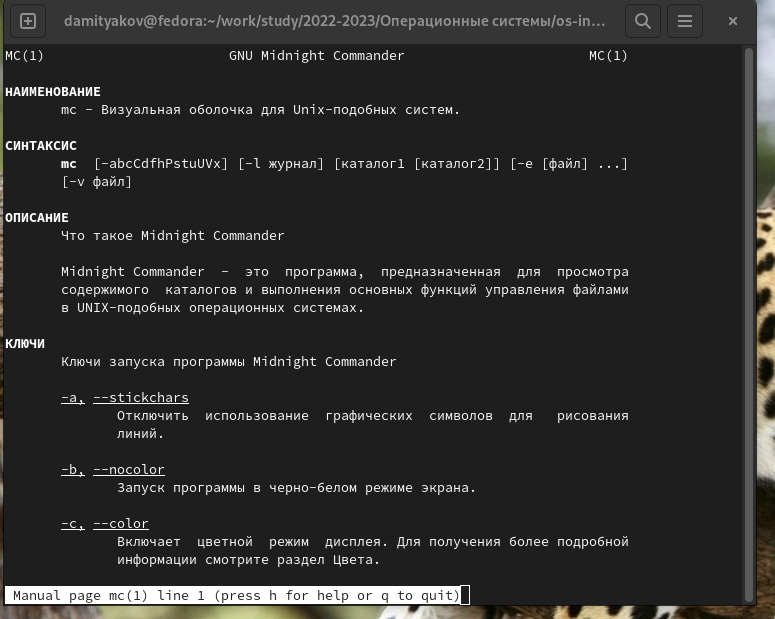 damityakov@fedora:~/work/study/2022-2023/Операционные системы/os-in...
MC(1) GNU Midnight Commander MC(1)
НАИМЕНОВАНИЕ
mc - Визуальная оболочка для Unix-подобных систем.
СИНТАКСИС
mc [-abcCdfhPstuUVx] [-l журнал] [каталог1 [каталог2]] [-e [файл] ...]
[-v файл]
ОПИСАНИЕ
Что такое Midnight Commander
Midnight Commander - это программа, предназначенная для просмотра
содержимого каталогов и выполнения основных функций управления файлами
в UNIX-подобных операционных системах.
КЛЮЧИ
Ключи запуска программы Midnight Commander
-a, --stickchars
Отключить использование графических символов для рисования
линий.
-b, --nocolor
Запуск программы в черно-белом режиме экрана.
-c, --color
Включает цветной режим дисплея. Для получения более подробной
информации смотрите раздел Цвета.
Manual page mc(1) line 1 (press h for help or q to quit)